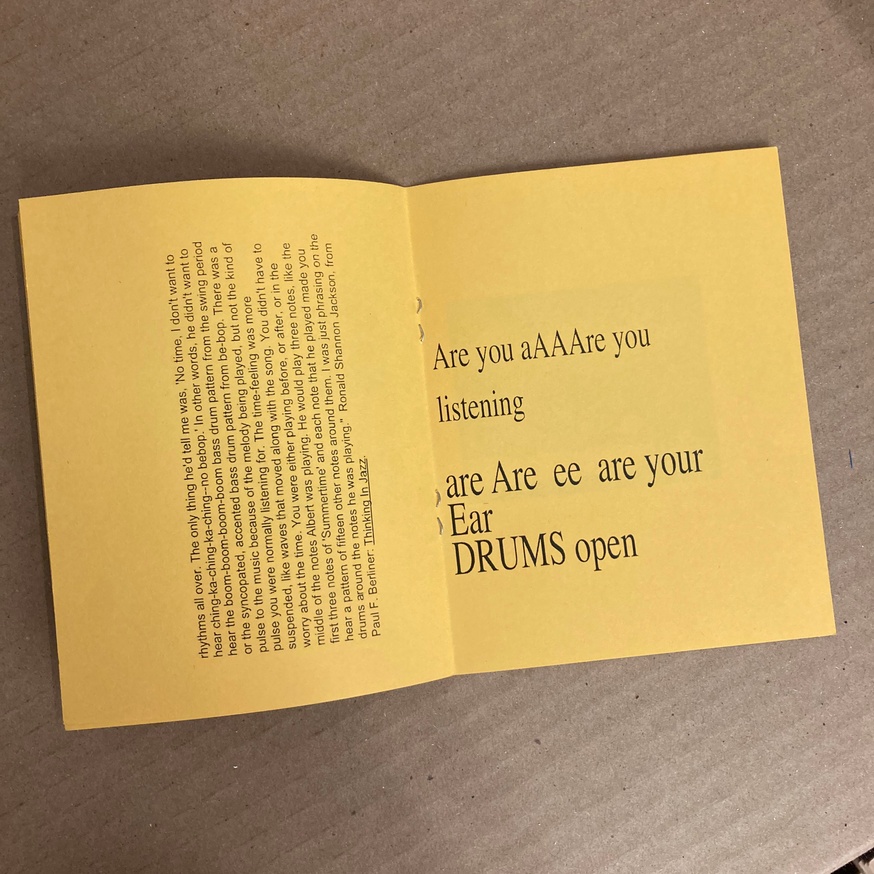 rhythms all over. The only thing he'd tell me was, 'No time, I don't want to
hear ching-ka-ching-ka-ching--no bebop.' In other words, he didn't want to
hear the boom-boom-boom-boom bass drum pattern from the swing period
or the syncopated, accented bass drum pattern from be-bop. There was a
pulse to the music because of the melody being played, but not the kind of
pulse you were normally listening for. The time-feeling was more
suspended, like waves that moved along with the song. You didn't have to
worry about the time. You were either playing before, or after, or in the
middle of the notes Albert was playing. He would play three notes, like the
first three notes of 'Summertime' and each note that he played made you
hear a pattern of fifteen other notes around them. I was just phrasing on the
drums around the notes he was playing." Ronald Shannon Jackson, from
Paul F. Berliner: Thinking In Jazz.
Are you aAAAre you
listening
are Are ee are your
Ear
DRUMS open